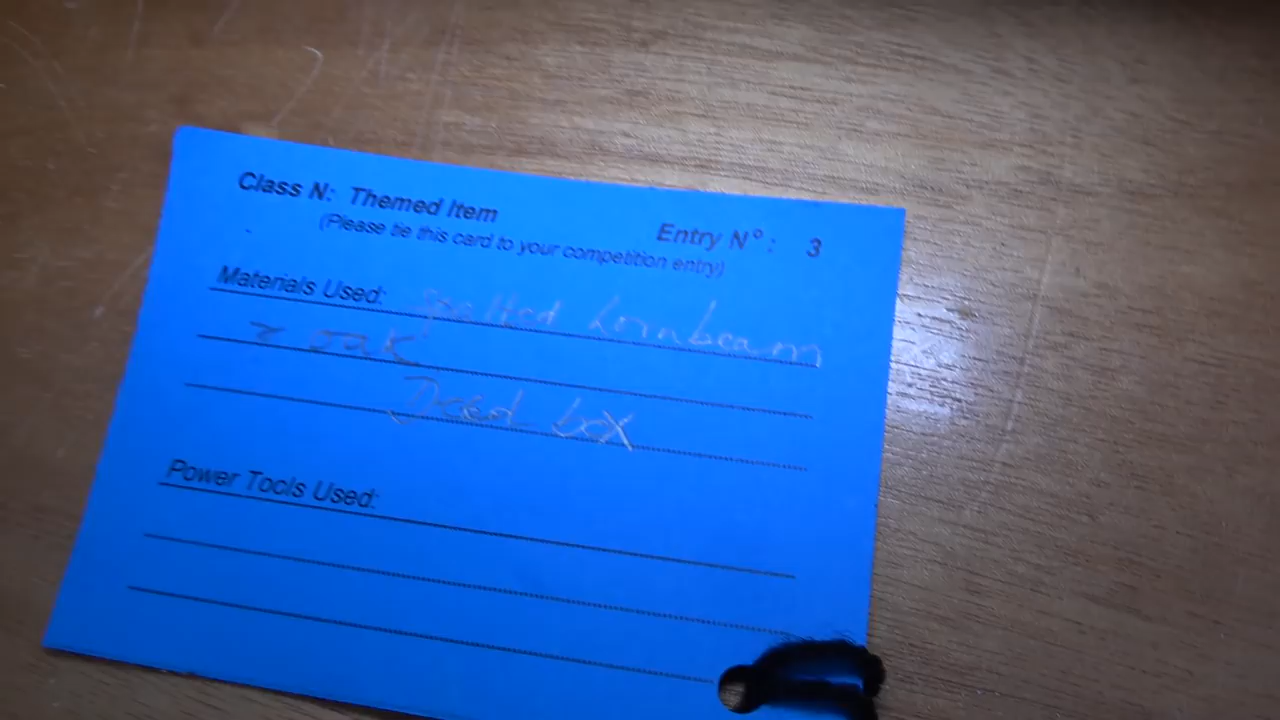 Class N: Themed Item
Entry Nº: 3
(Please tie this card to your competition entry)
Materials Used: Spalted hornbeam
& oak
box
Power Tools Used: